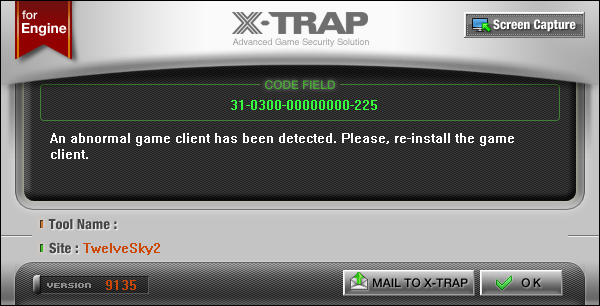 for
Engine
X-TRAP
Advanced Game Security Solution
Screen Capture
CODE FIELD
31-0300-00000000-225
An abnormal game client has been detected. Please, re-install the game
client.
Tool Name :
Site : TwelveSky2
VERSION 9135
MAIL TO X-TRAP
OK